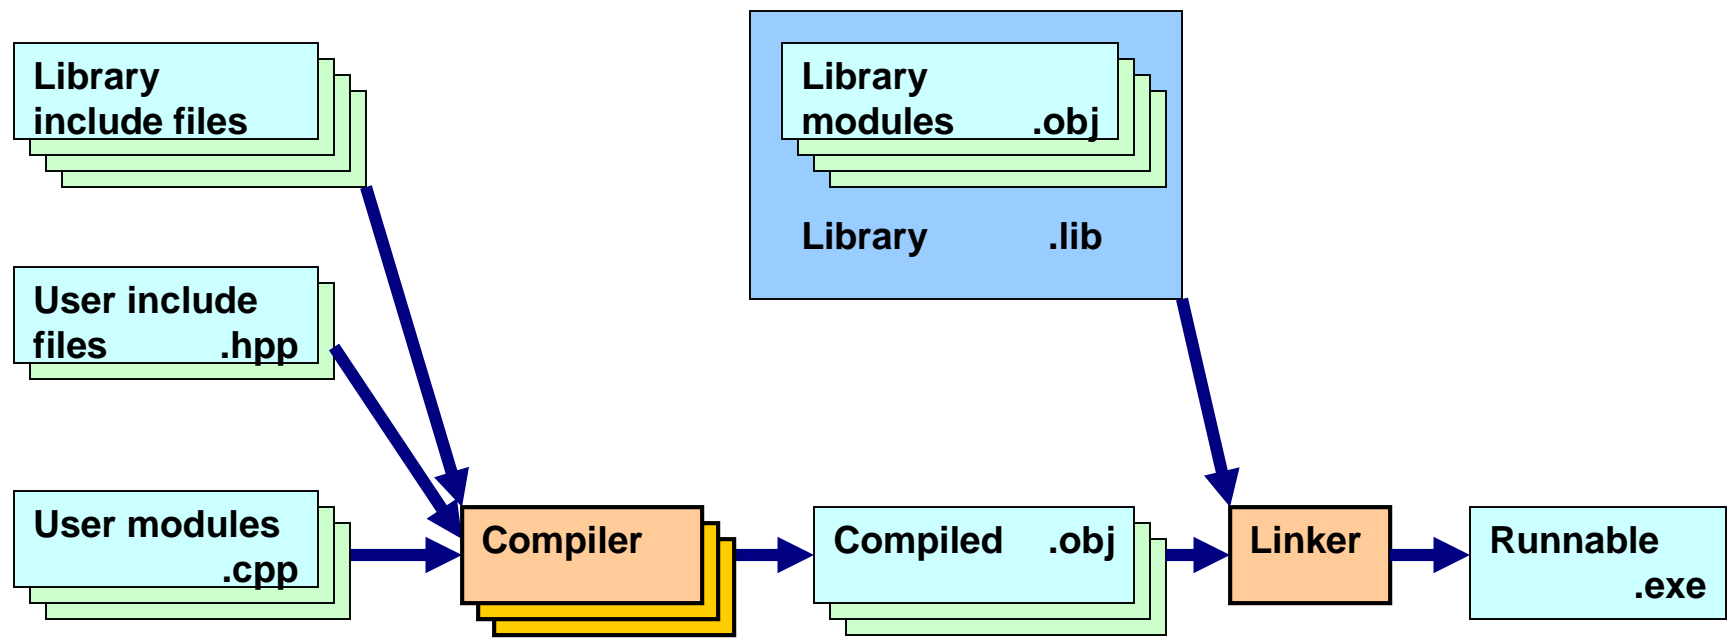 Library
include files
Library
modules .obj
Library .lib
User include
files .hpp
User modules
.cpp
Compiler
Compiled .obj
Linker
Runnable
.exe